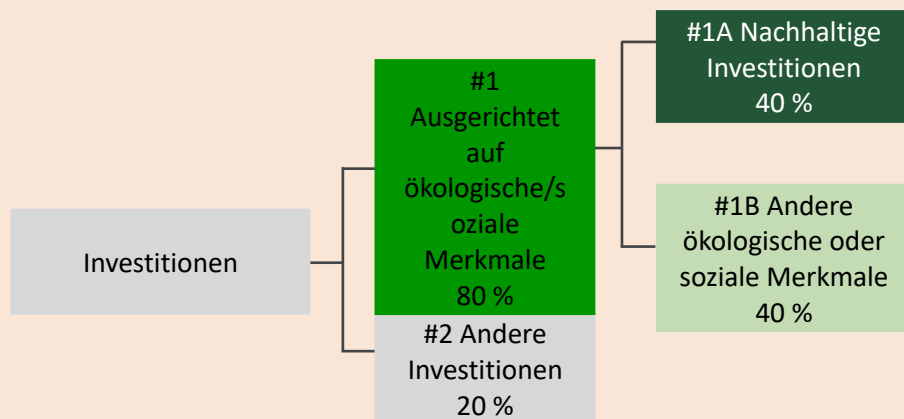 Investitionen
#1
Ausgerichtet
auf
ökologische/s
oziale
Merkmale
80 %
#2 Andere
Investitionen
20 %
#1A Nachhaltige
Investitionen
40 %
#1B Andere
ökologische oder
soziale Merkmale
40 %